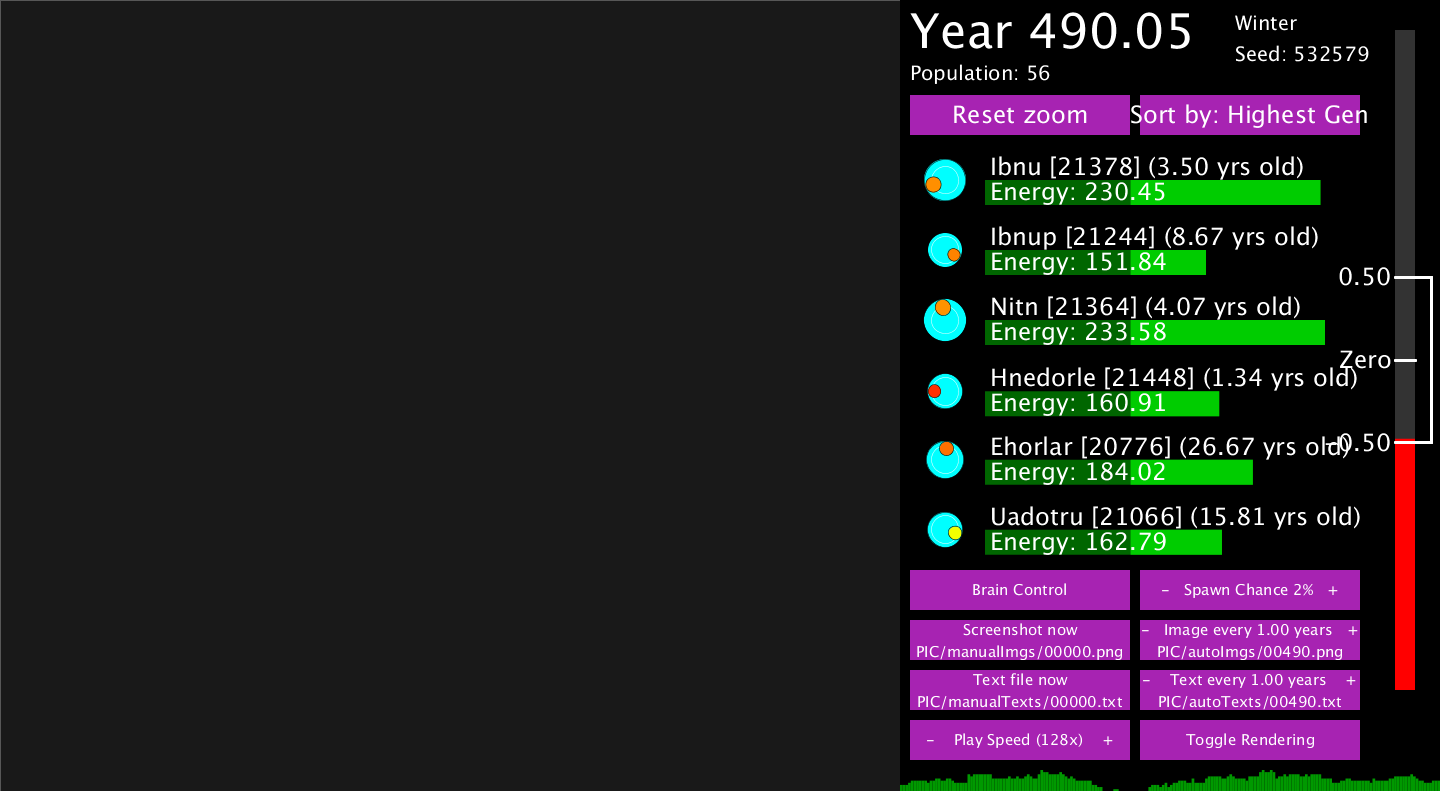 Year 490.05
Winter
Seed: 532579
Population: 56
Reset zoom
Sort by: Highest Gen
Ibnu [21378] (3.50 yrs old)
Energy: 230.45
Ibnup [21244] (8.67 yrs old)
Energy: 151.84
0.50
Nitn [21364] (4.07 yrs old)
Energy: 233.58
Zero
Hnedorle [21448] (1.34 yrs old)
Energy: 160.91
-0.50
Ehorlar [20776] (26.67 yrs old)
Energy: 184.02
Uadotru [21066] (15.81 yrs old)
Energy: 162.79
Brain Control
- Spawn Chance 2% +
Screenshot now
PIC/manualImgs/00000.png
- Image every 1.00 years +
PIC/autoImgs/00490.png
Text file now
PIC/manualTexts/00000.txt
- Text every 1.00 years +
PIC/autoTexts/00490.txt
- Play Speed (128x) +
Toggle Rendering